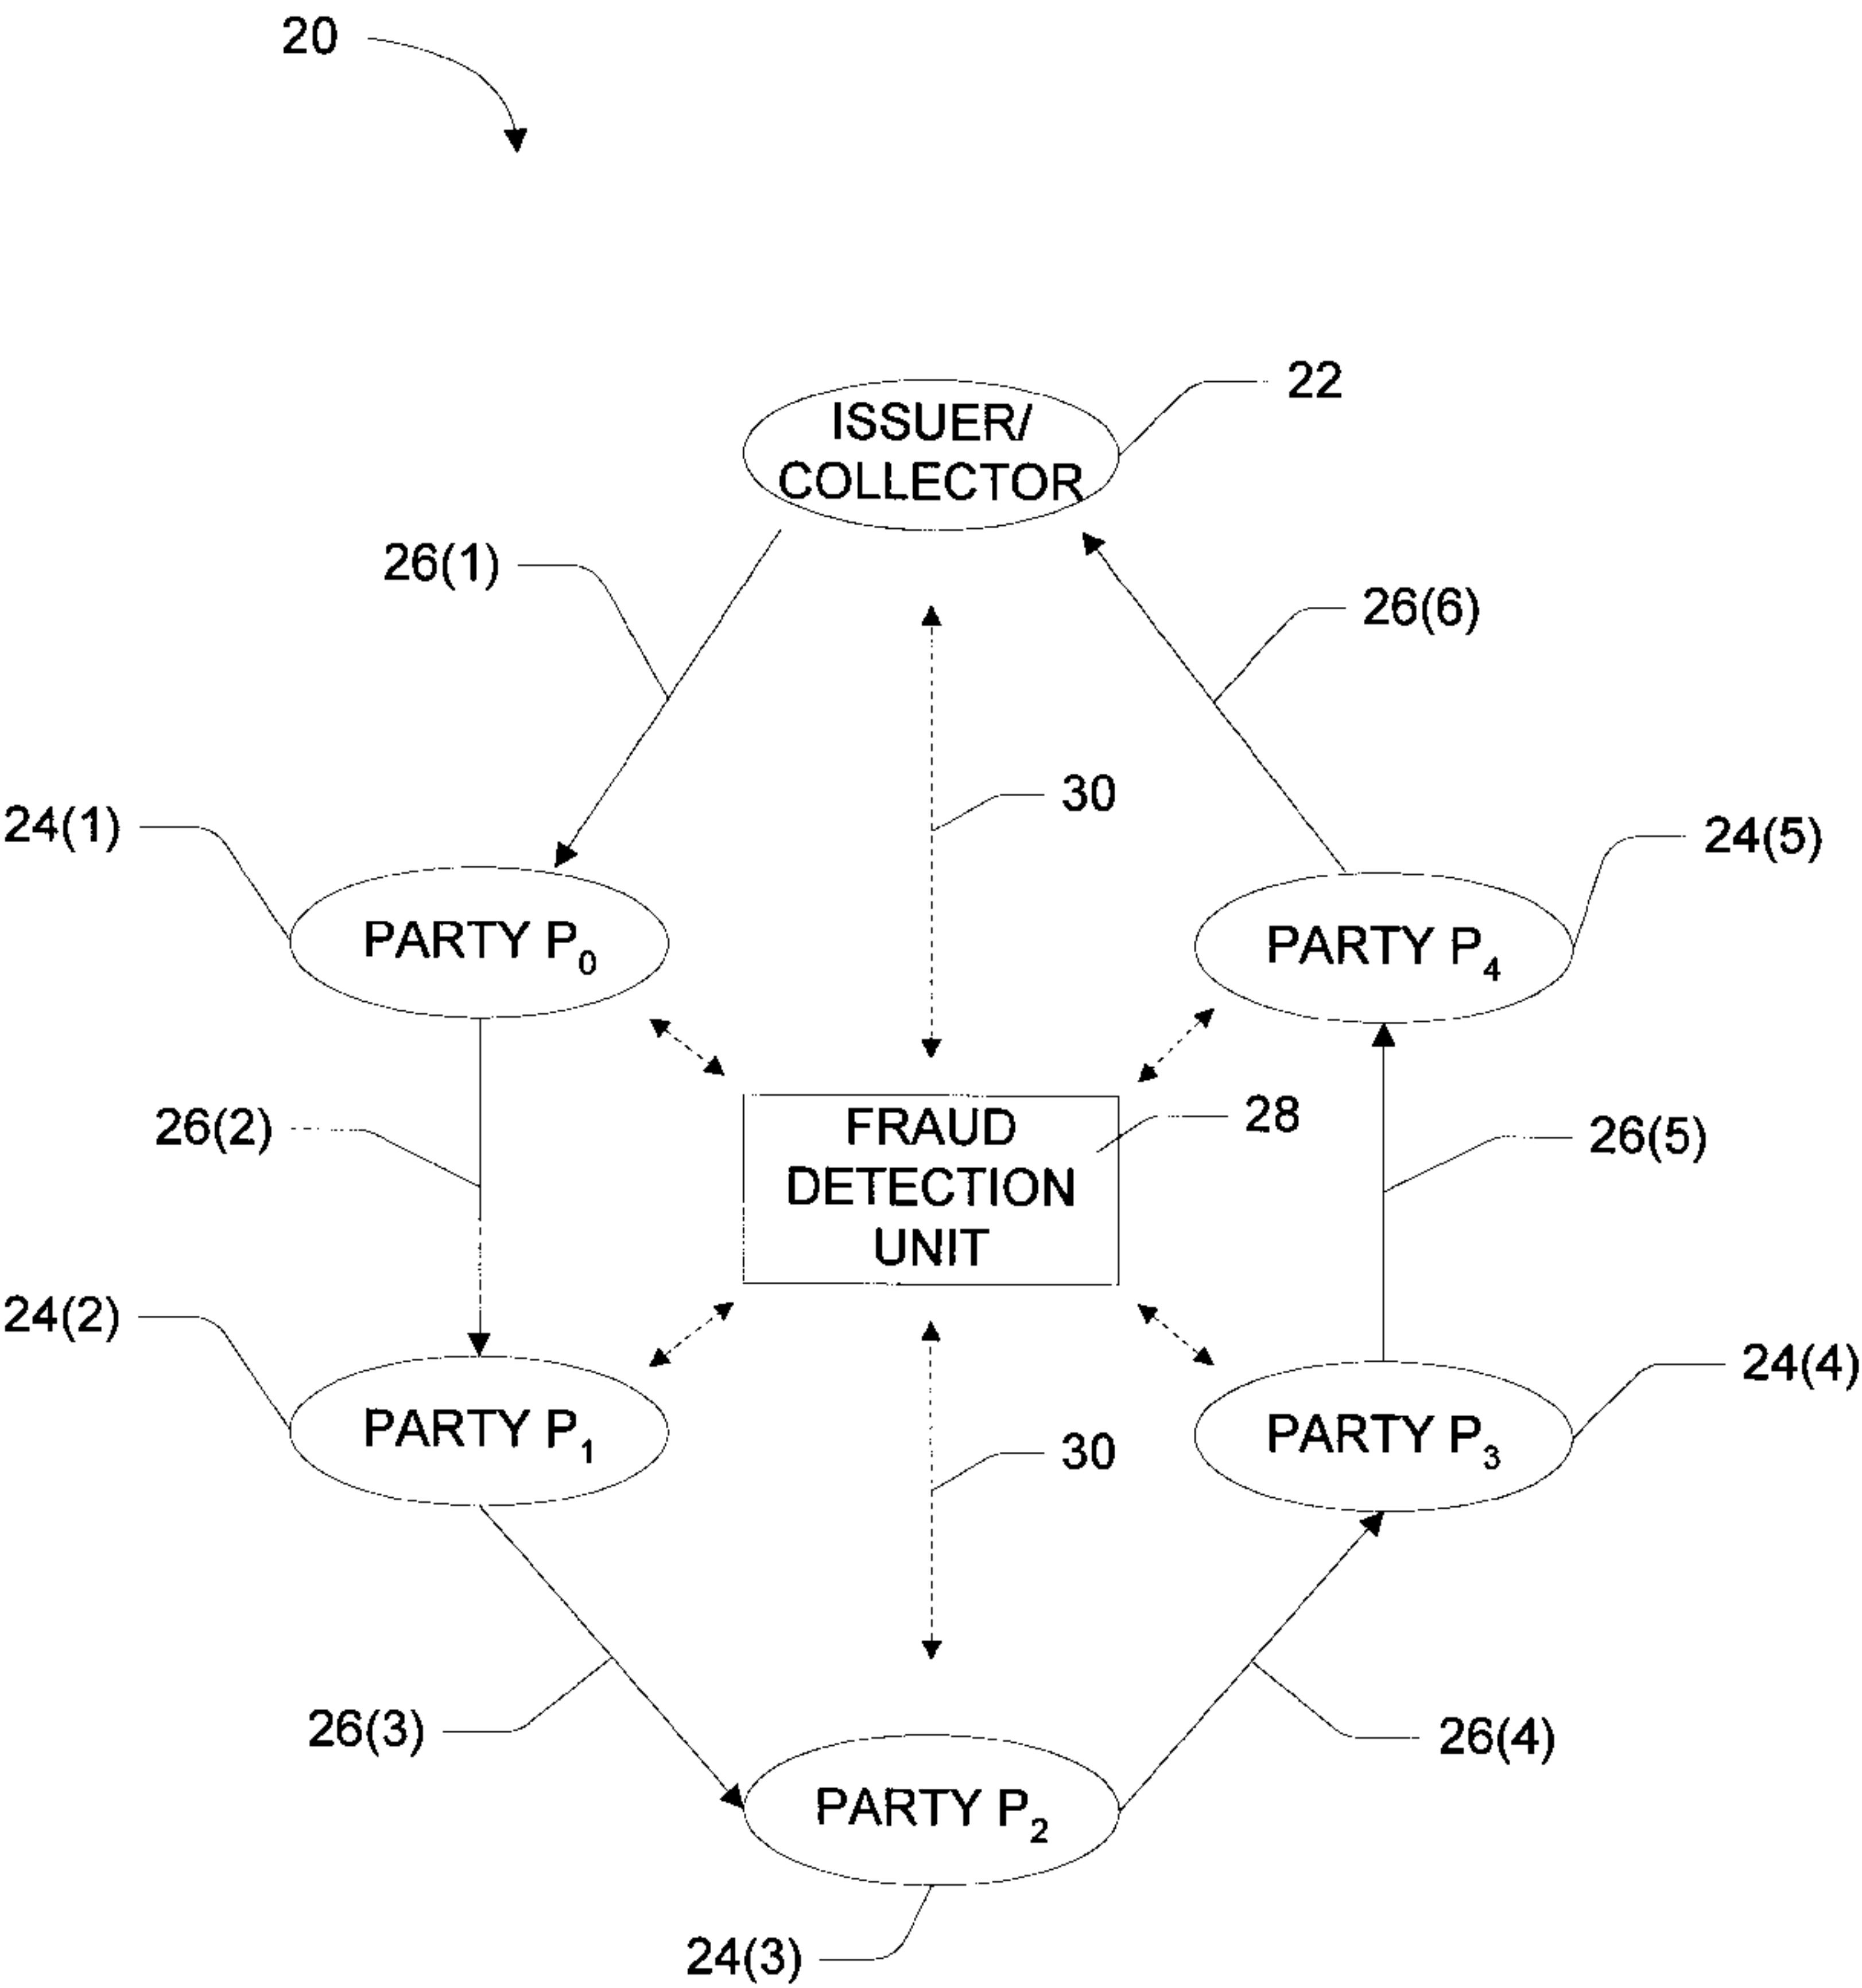 20
22
ISSUER/
COLLECTOR
26(1)
26(6)
30
24(1)
24(5)
PARTY P₀
PARTY P₄
26(2)
28
26(5)
FRAUD
DETECTION
UNIT
24(2)
24(4)
PARTY P₁
PARTY P₃
30
26(3)
26(4)
PARTY P₂
24(3)